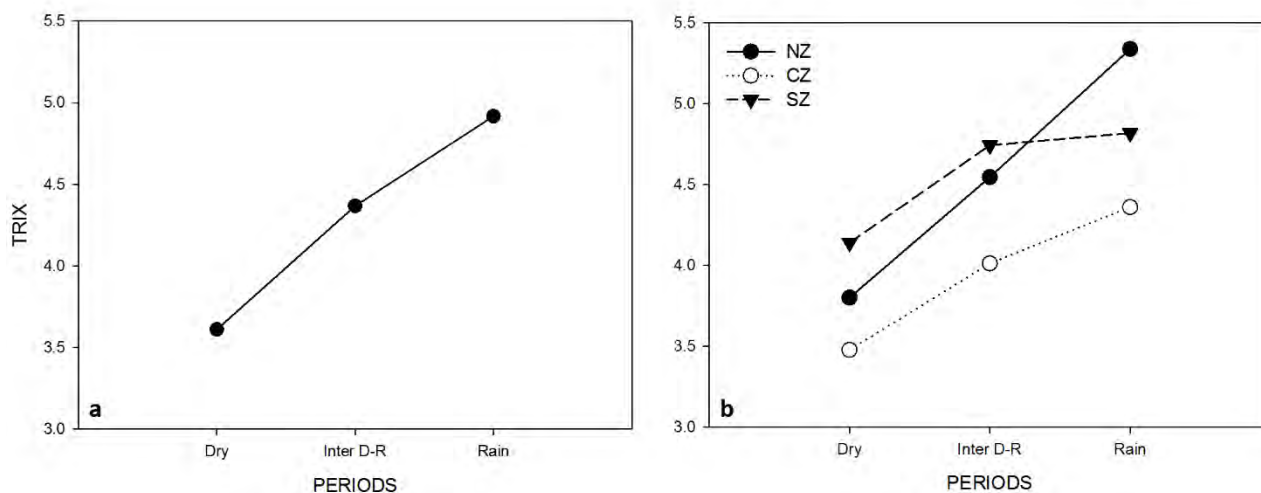 5.5
5.0
4.5
4.0
3.5
3.0
TRIX
a
Dry Inter D-R Rain
PERIODS
5.5
5.0
4.5
4.0
3.5
3.0
NZ
CZ
SZ
b
Dry Inter D-R Rain
PERIODS